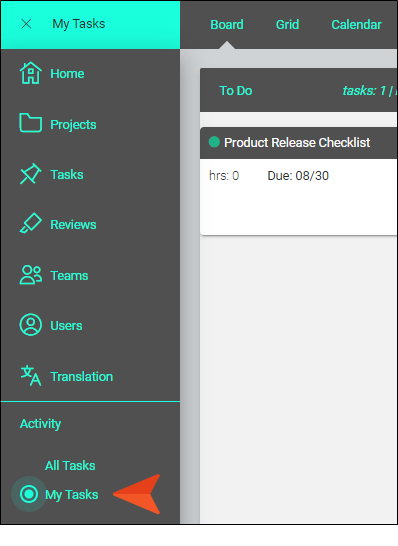 My Tasks
Board Grid Calendar
Home
Projects
Tasks
Reviews
Teams
Users
Translation
Activity
All Tasks
My Tasks
To Do tasks: 1 |
Product Release Checklist
hrs: 0 Due: 08/30